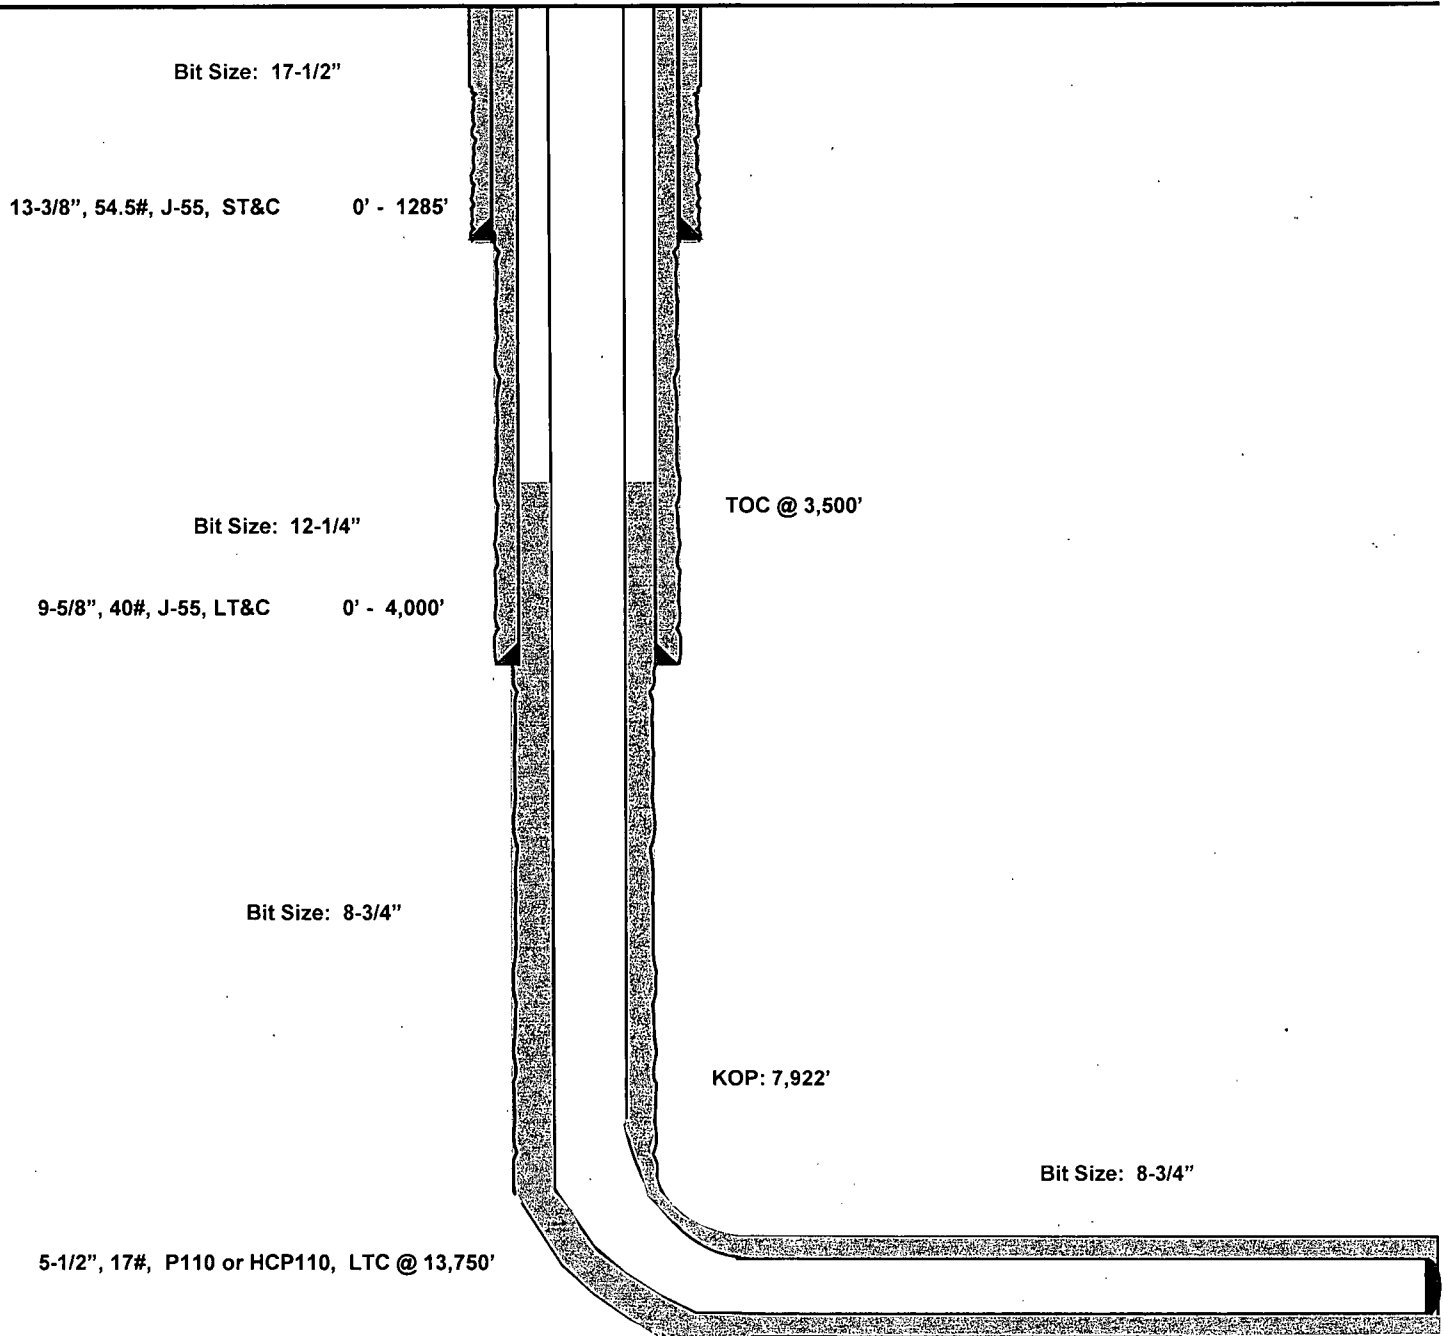 Bit Size: 17-1/2”
13-3/8”, 54.5#, J-55, ST&C 0’ - 1285’
TOC @ 3,500’
Bit Size: 12-1/4”
9-5/8”, 40#, J-55, LT&C 0’ - 4,000’
Bit Size: 8-3/4”
KOP: 7,922’
Bit Size: 8-3/4”
5-1/2”, 17#, P110 or HCP110, LTC @ 13,750’